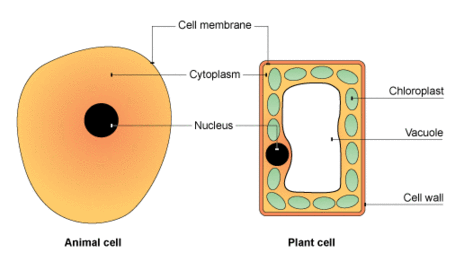 Cell membrane
Cytoplasm
Chloroplast
Nucleus
Vacuole
Cell wall
Animal cell
Plant cell